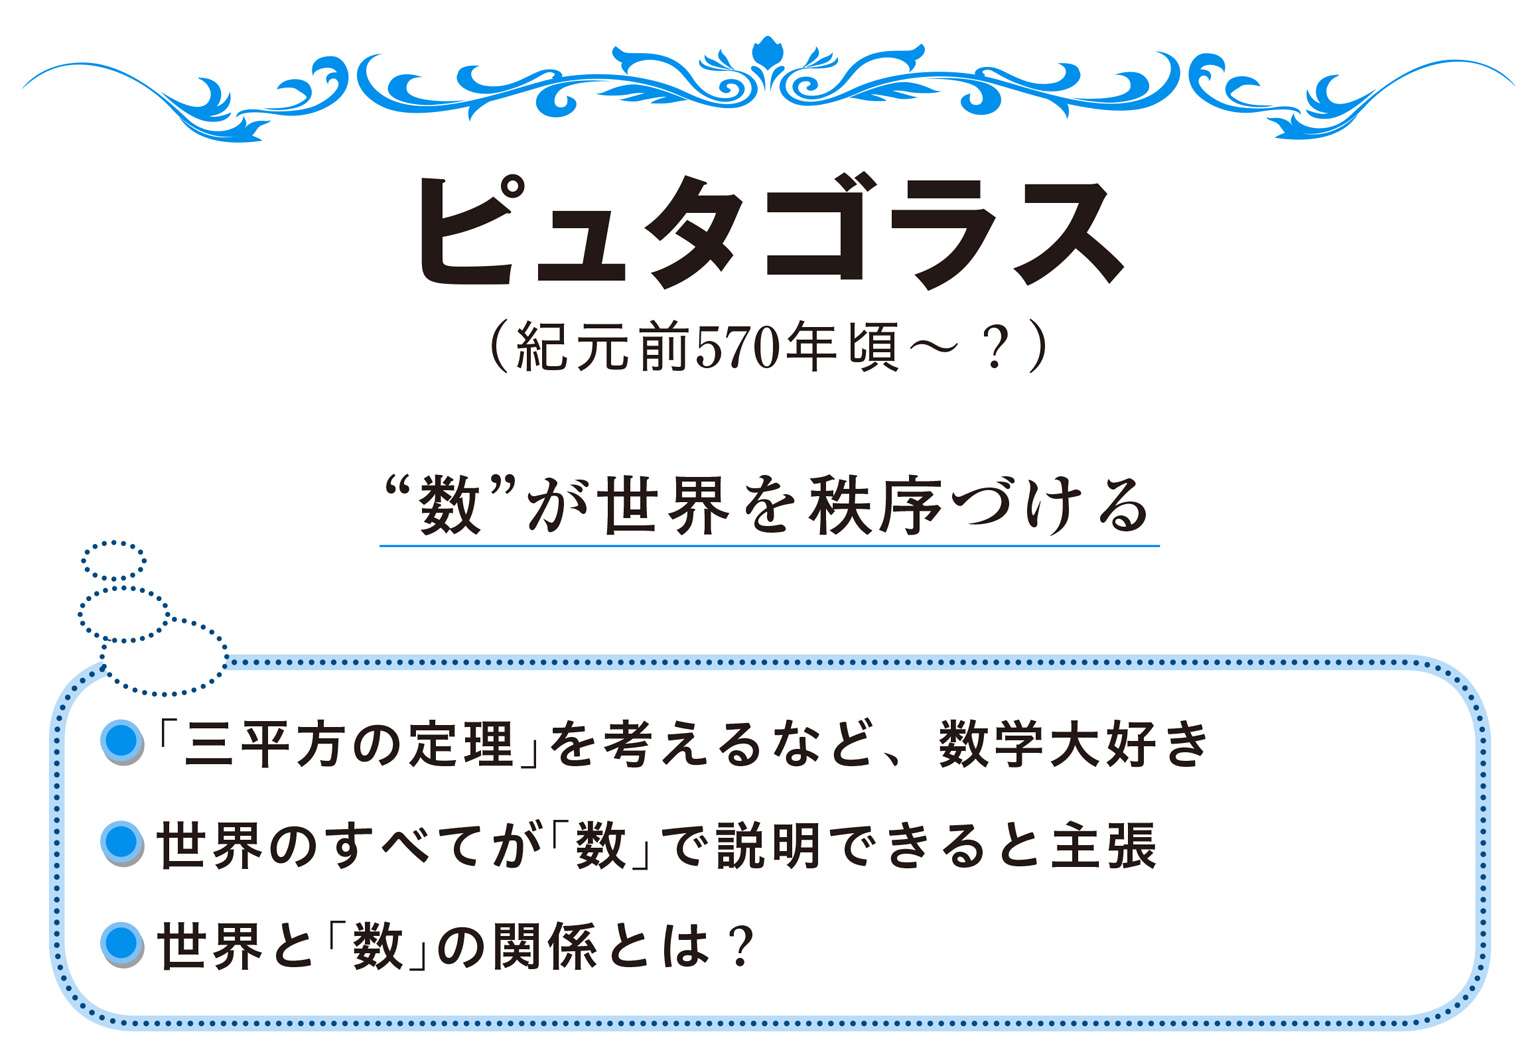 ピュタゴラス
（紀元前570年頃～？）
“数”が世界を秩序づける
「三平方の定理」を考えるなど、数学大好き
世界のすべてが「数」で説明できると主張
世界と「数」の関係とは？